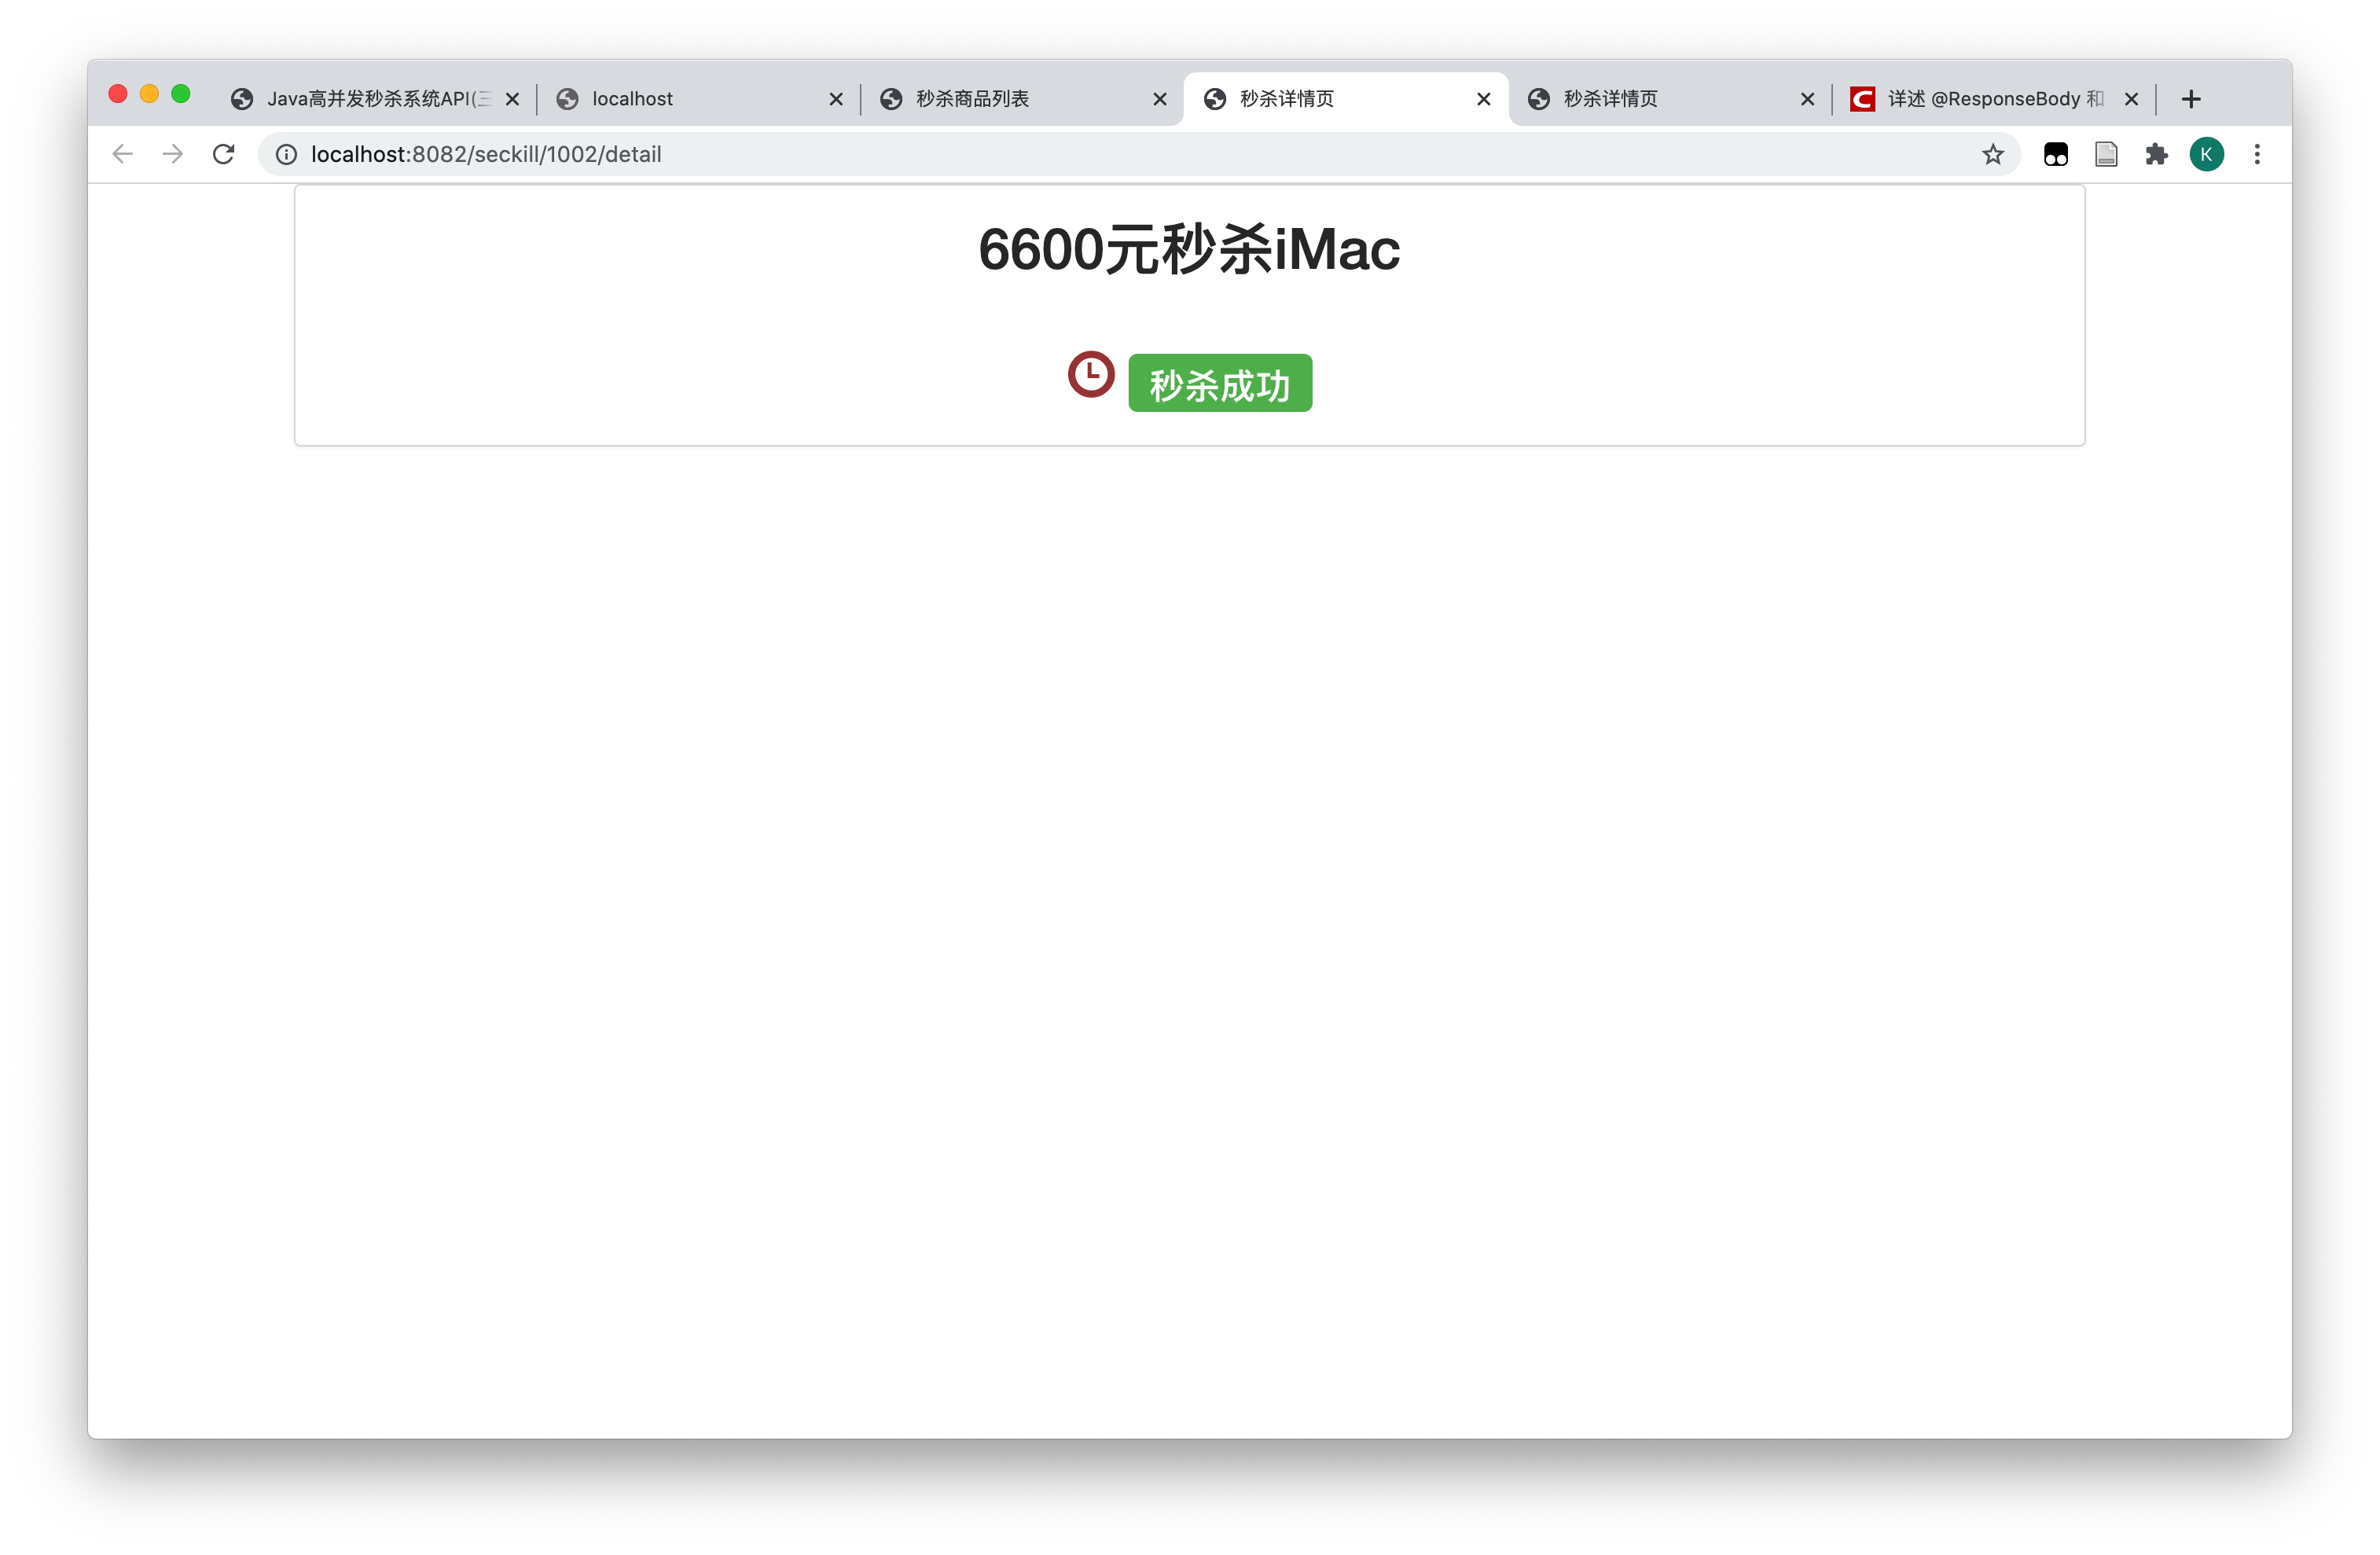 Java高并发秒杀系统API(三
localhost
秒杀商品列表
秒杀详情页
秒杀详情页
详述 @ResponseBody 和
localhost:8082/seckill/1002/detail
K
6600元秒杀iMac
秒杀成功